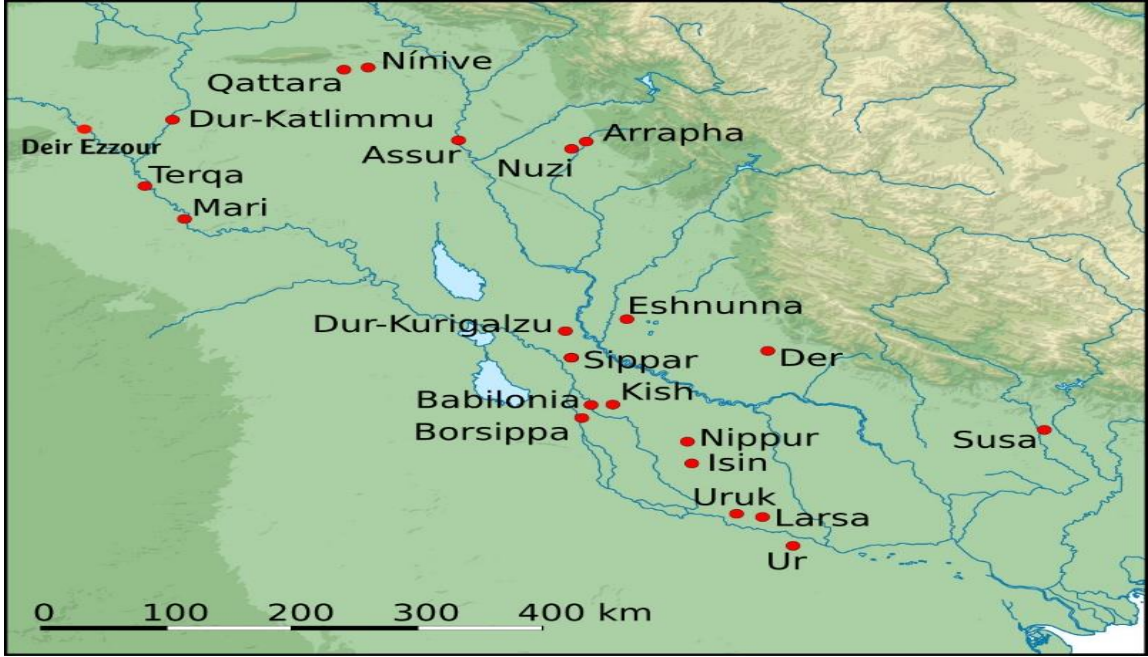 Nínive
Qattara
Dur-Katlimmu
Arrapha
Deir Ezzour
Assur
Nuzi
Terqa
Mari
Eshnunna
Dur-Kurigalzu
Sippar
Der
Babilonia
Kish
Borsippa
Nippur
Susa
Isin
Uruk
Larsa
Ur
0 100 200 300 400 km